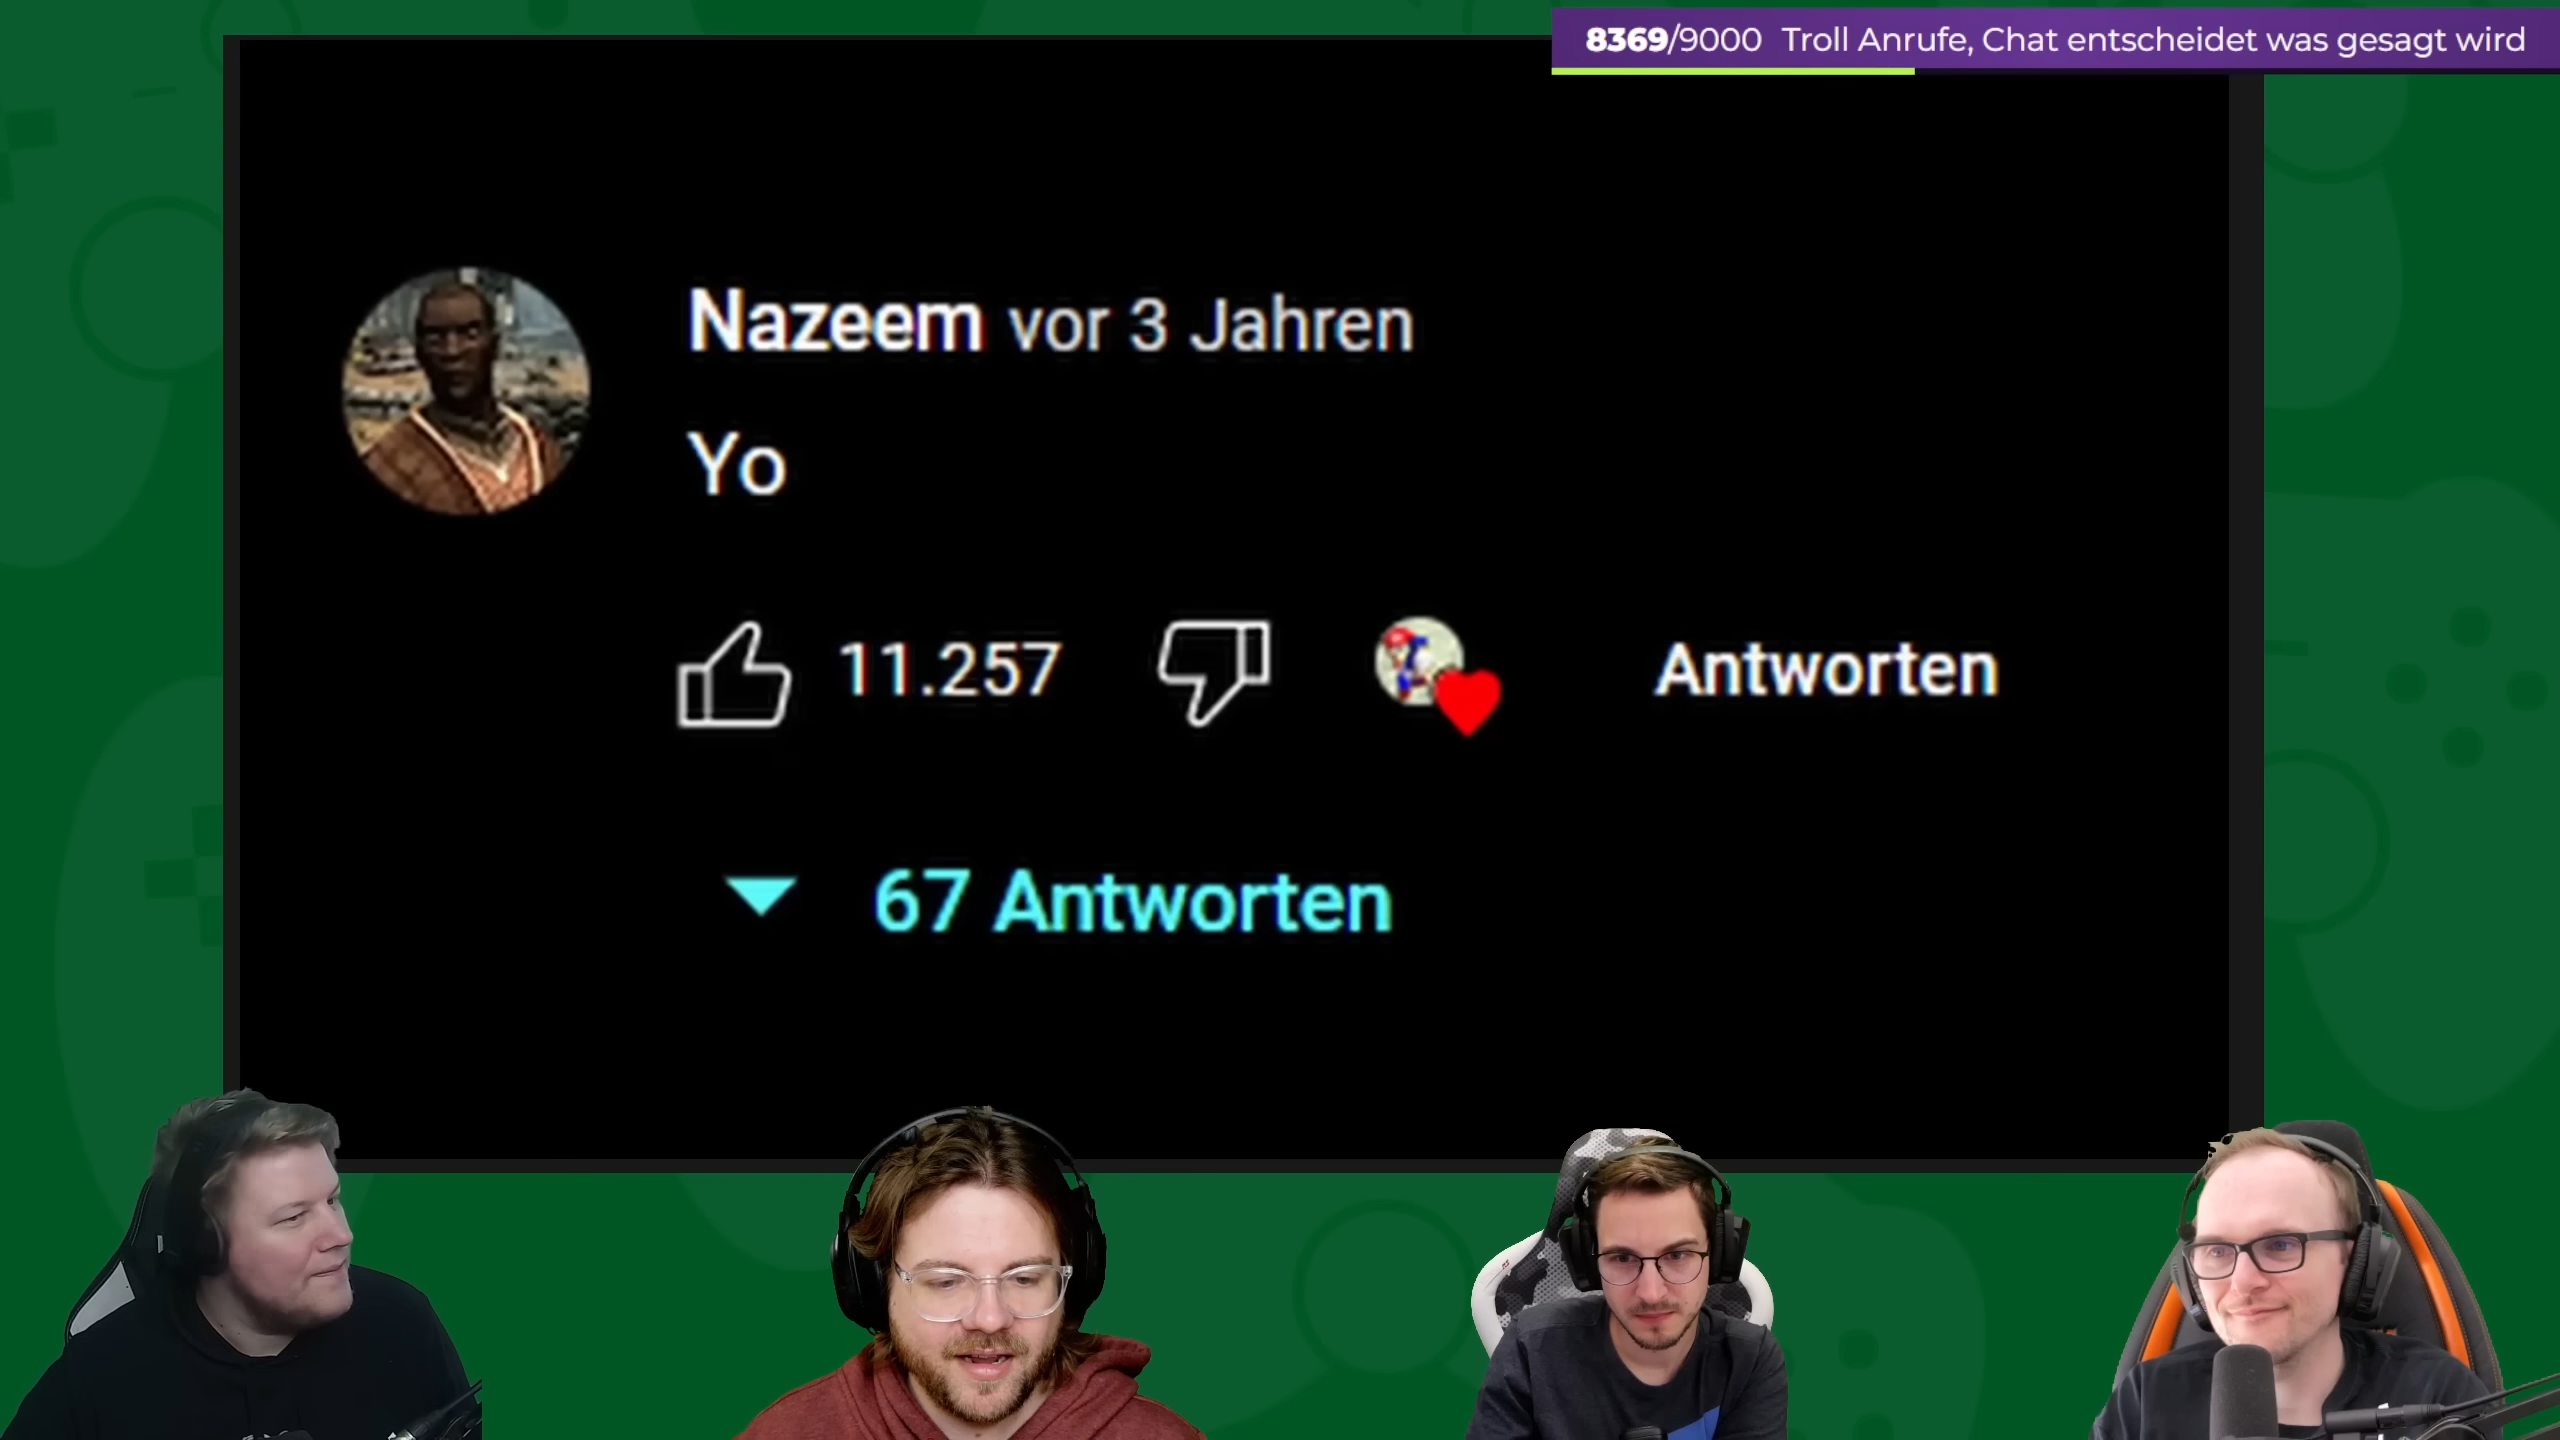 8369/9000 Troll Anrufe, Chat entscheidet was gesagt wird
Nazeem vor 3 Jahren
Yo
11.257 Antworten
67 Antworten